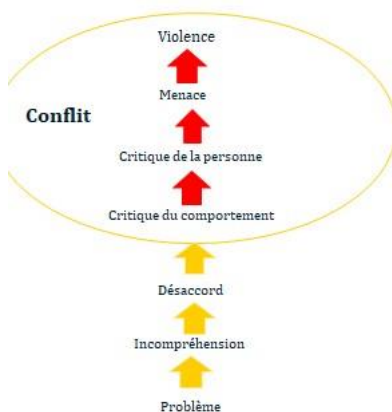 Violence
Menace
Conflit
Critique de la personne
Critique du comportement
Désaccord
Incompréhension
Problème